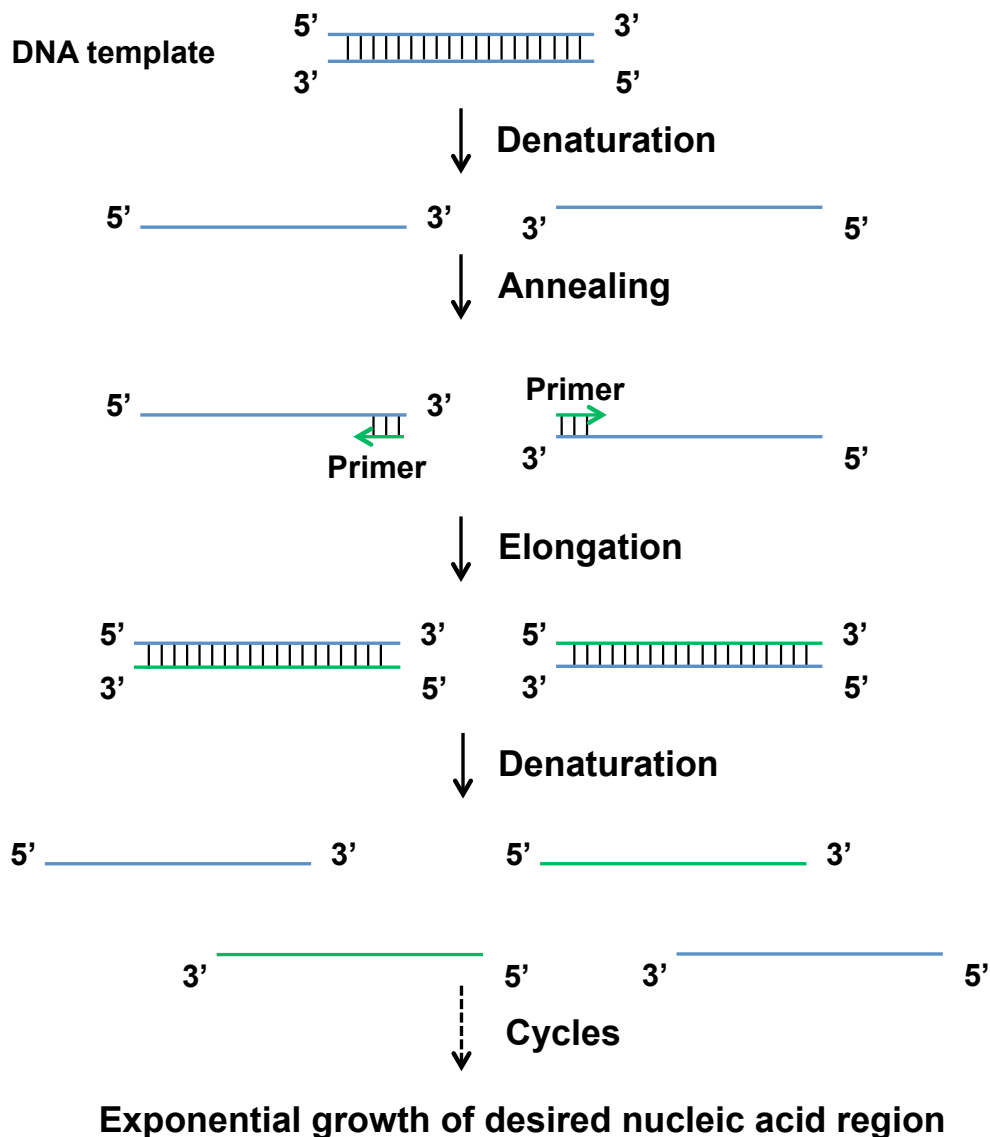 5’ 3’
DNA template
3’ 5’
Denaturation
5’ 3’ 3’ 5’
Annealing
Primer
5’ 3’
Primer
3’ 5’
Elongation
5’ 3’ 5’ 3’
3’ 5’ 3’ 5’
Denaturation
5’ 3’ 5’ 3’
3’ 5’ 3’ 5’
Cycles
Exponential growth of desired nucleic acid region